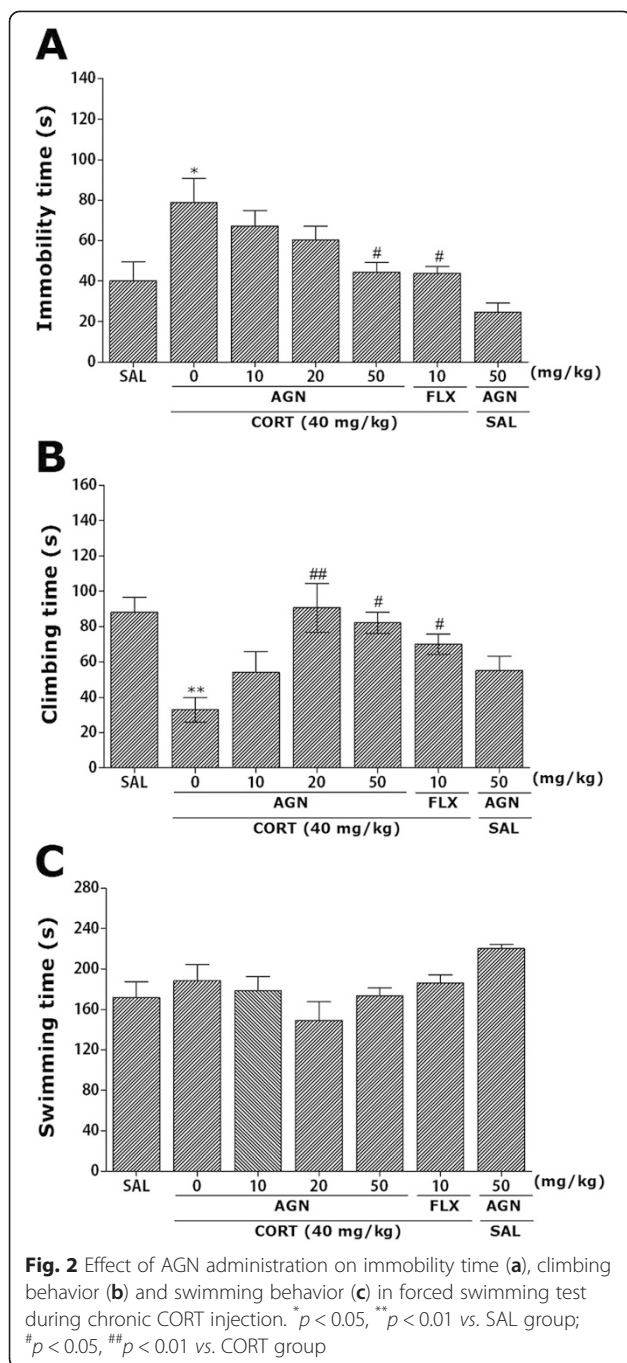 A
Immobility time (s)
140
120
100
80
60
40
20
0
*
#
#
SAL 0 10 20 50 10 50 (mg/kg)
AGN FLX AGN
CORT (40 mg/kg) SAL
B
Climbing time (s)
160
140
120
100
80
60
40
20
0
**
##
#
#
SAL 0 10 20 50 10 50 (mg/kg)
AGN FLX AGN
CORT (40 mg/kg) SAL
C
Swimming time (s)
280
240
200
160
120
80
40
0
SAL 0 10 20 50 10 50 (mg/kg)
AGN FLX AGN
CORT (40 mg/kg) SAL
Fig. 2 Effect of AGN administration on immobility time (a), climbing
behavior (b) and swimming behavior (c) in forced swimming test
during chronic CORT injection. *p < 0.05, **p < 0.01 vs. SAL group;
#p < 0.05, ##p < 0.01 vs. CORT group